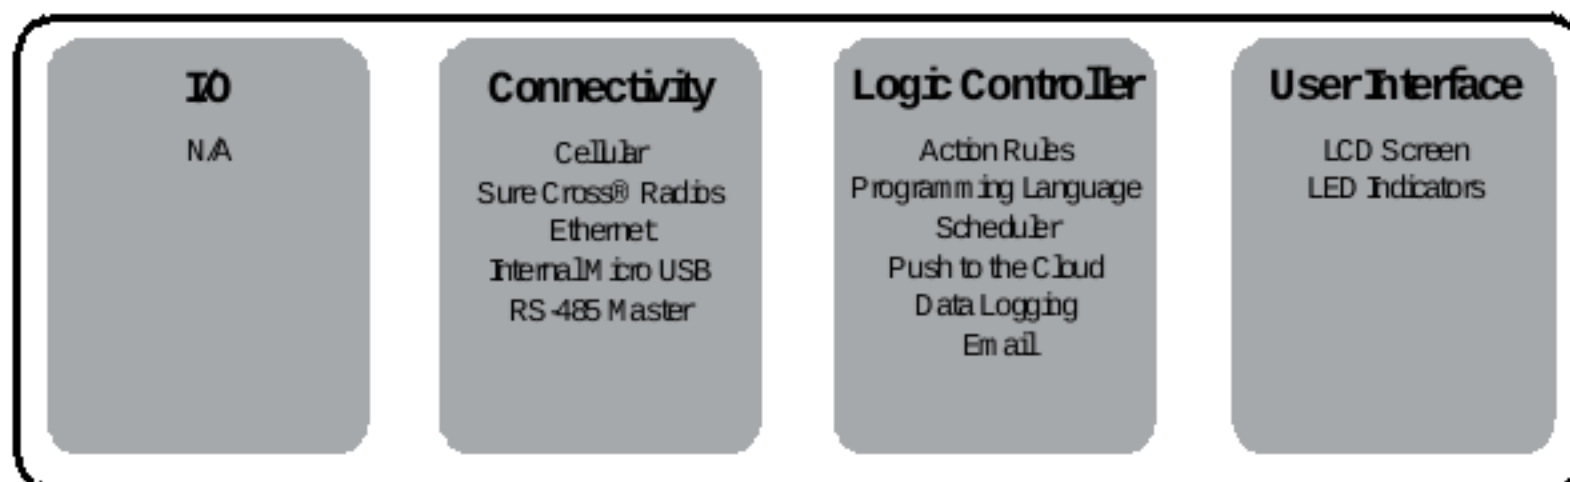 I/O
N/A
Connectivity
Cellular
Sure Cross® Radios
Ethernet
Internal Micro USB
RS-485 Master
Logic Controller
Action Rules
Programming Language
Scheduler
Push to the Cloud
Data Logging
Email
User Interface
LCD Screen
LED Indicators